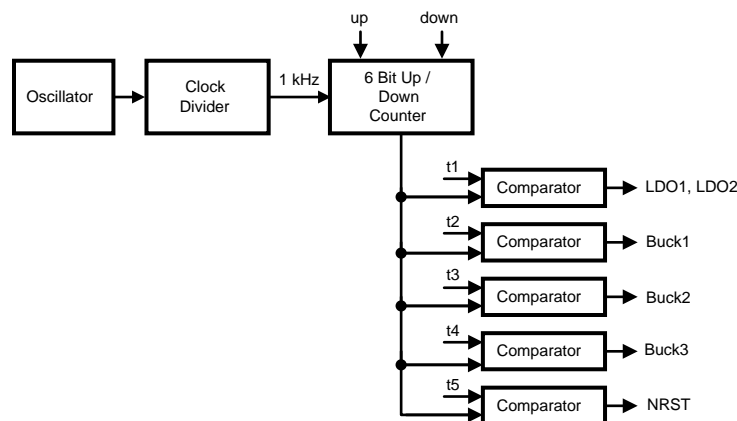 up
down
Oscillator
Clock
Divider
1 kHz
6 Bit Up /
Down
Counter
t1
Comparator
LDO1, LDO2
t2
Comparator
Buck1
t3
Comparator
Buck2
t4
Comparator
Buck3
t5
Comparator
NRST